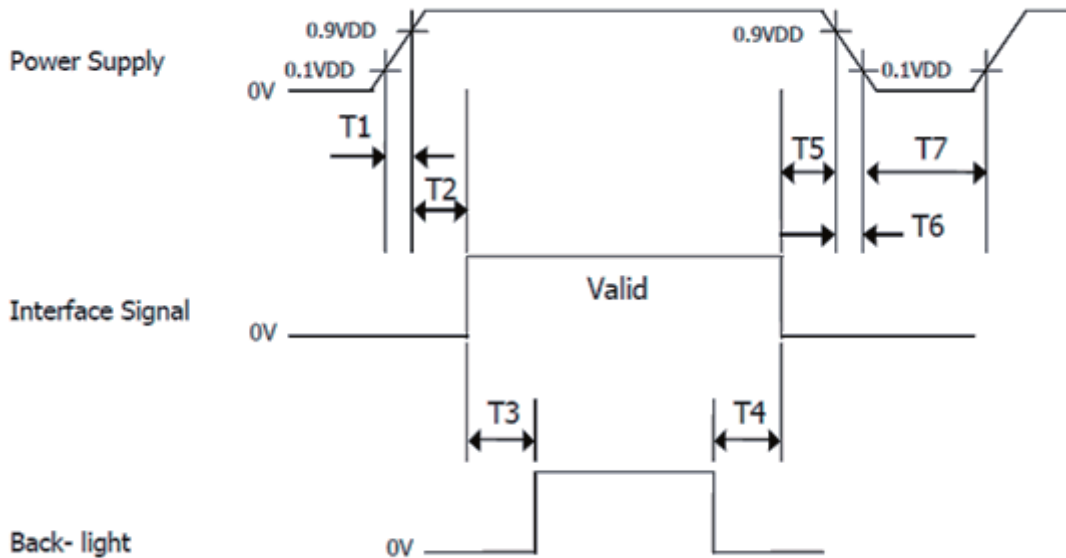 0.9VDD
0.9VDD
Power Supply
0.1VDD
0.1VDD
0V
T1
T5
T7
T2
T6
Valid
Interface Signal
0V
T3
T4
Back- light
0V